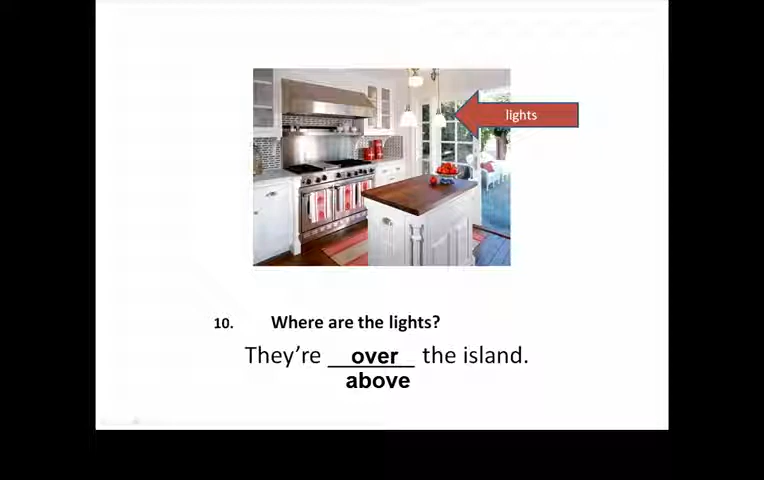 lights
10. Where are the lights?
They're over the island.
above